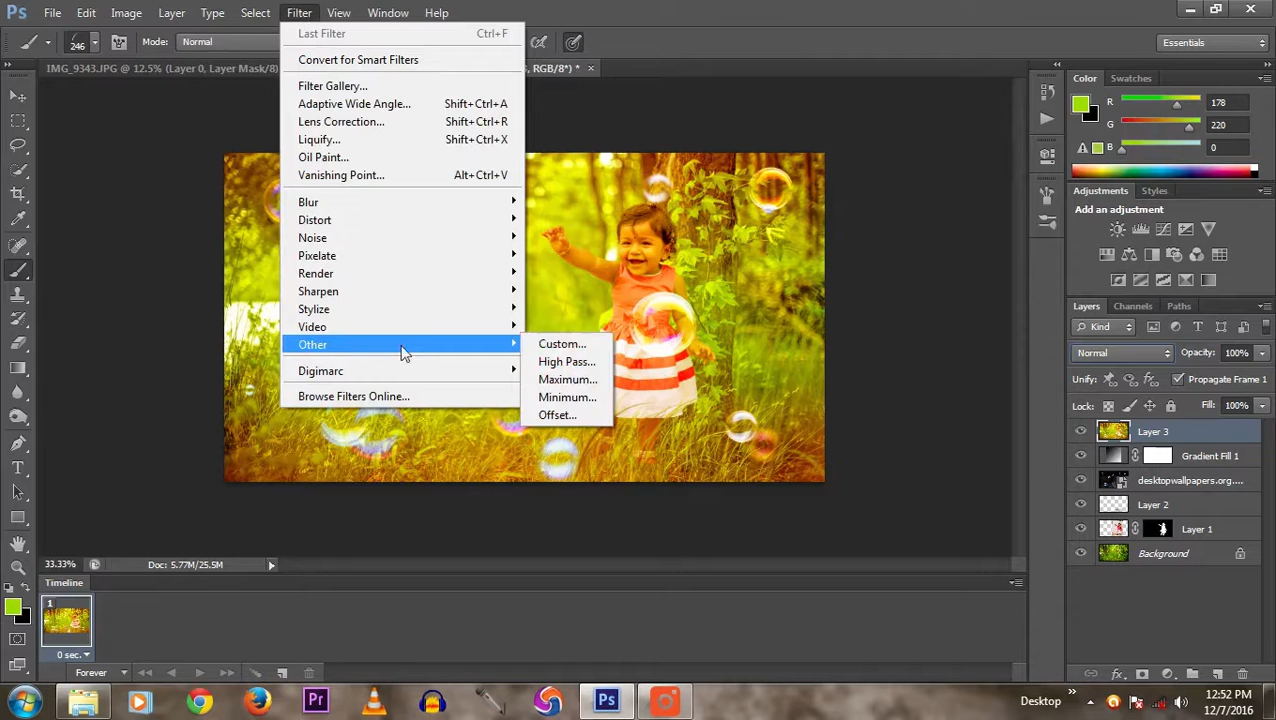 Ps File Edit Image Layer Type Select Filter View Window Help
246 Mode: Normal Essentials
IMG_9343.JPG @ 12.5% (Layer 0, Layer Mask/8) , RGB/8*) * ×
Last Filter Ctrl+F
Convert for Smart Filters
Filter Gallery...
Adaptive Wide Angle... Shift+Ctrl+A
Lens Correction... Shift+Ctrl+R
Liquify... Shift+Ctrl+X
Oil Paint...
Vanishing Point... Alt+Ctrl+V
Blur
Distort
Noise
Pixelate
Render
Sharpen
Stylize
Video
Other
Digimarc
Browse Filters Online...
Custom...
High Pass...
Maximum...
Minimum...
Offset...
Color Swatches
R 178
G 220
B 0
Adjustments Styles
Add an adjustment
Layers Channels Paths
Kind
Normal Opacity: 100%
Unify: Propagate Frame 1
Lock: Fill: 100%
Layer 3
Gradient Fill 1
desktopwallpapers.org....
Layer 2
Layer 1
Background
33.33% Doc: 5.77M/25.5M
Timeline
1
0 sec.
Forever
Pr Ps Desktop
12:52 PM
12/7/2016